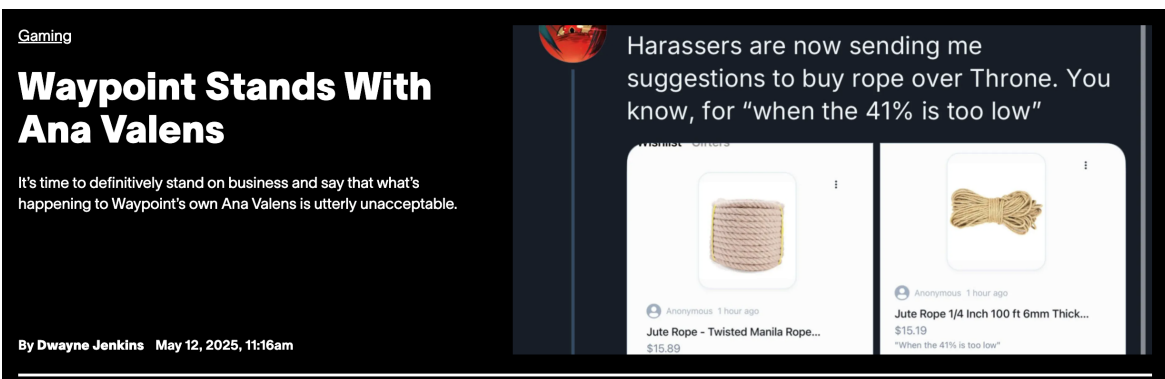 Gaming
Waypoint Stands With
Ana Valens
It's time to definitively stand on business and say that what's
happening to Waypoint's own Ana Valens is utterly unacceptable.
By Dwayne Jenkins May 12, 2025, 11:16am
Harassers are now sending me
suggestions to buy rope over Throne. You
know, for “when the 41% is too low”
Wishlist Gifters
Anonymous 1 hour ago
Jute Rope - Twisted Manila Rope...
$15.89
Anonymous 1 hour ago
Jute Rope 1/4 Inch 100 ft 6mm Thick...
$15.19
"When the 41% is too low"